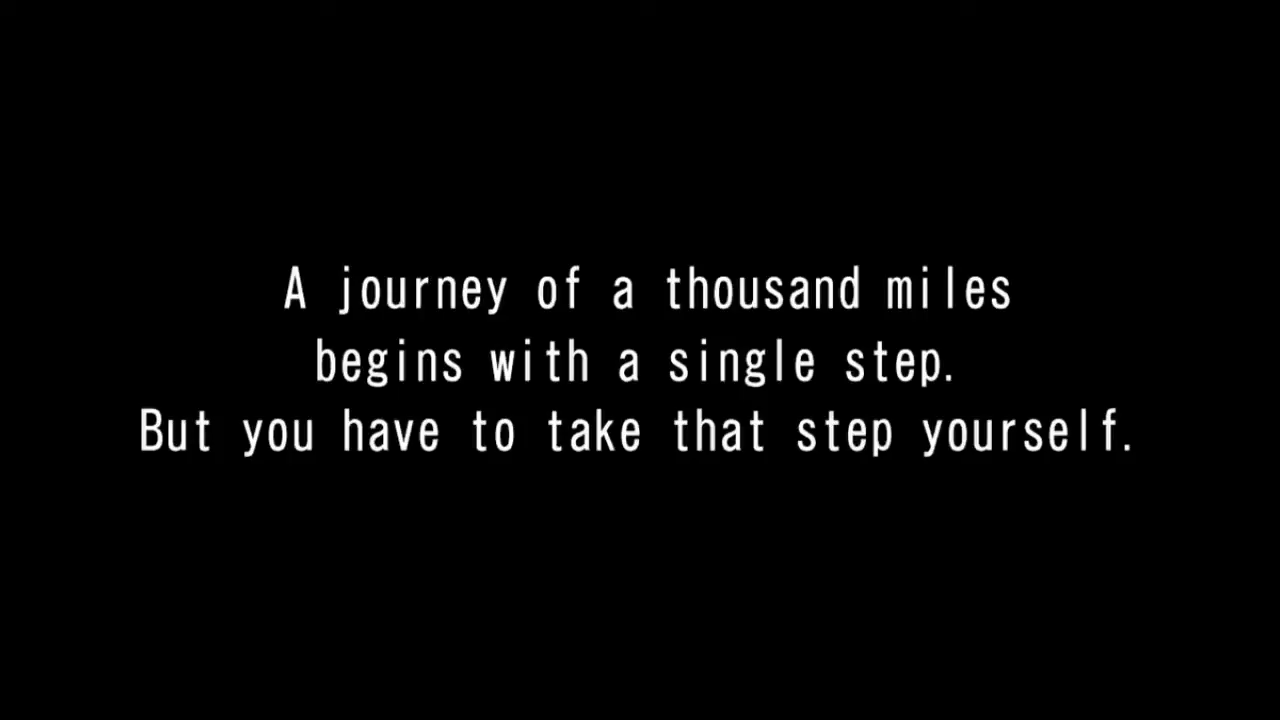 A journey of a thousand miles
begins with a single step.
But you have to take that step yourself.